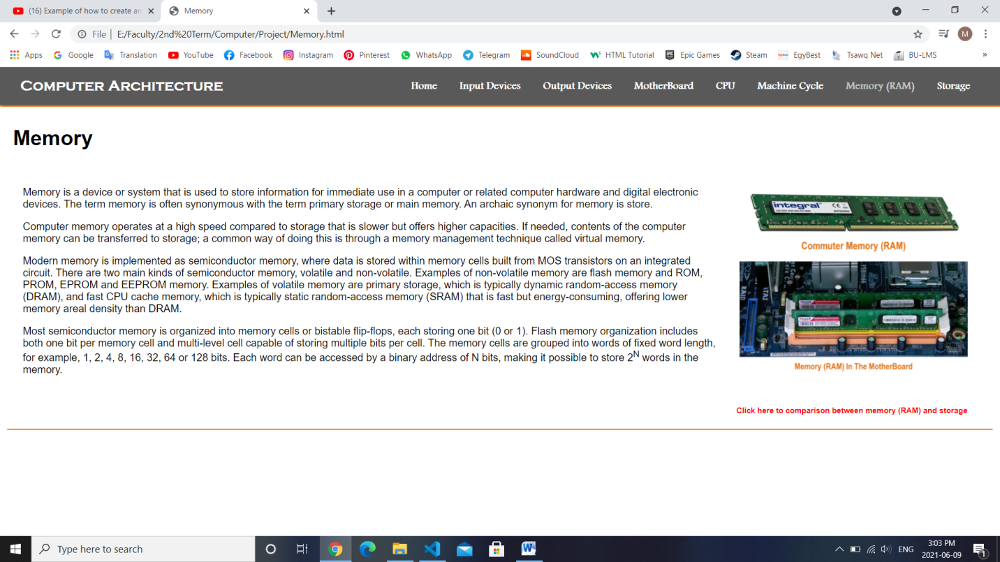 (16) Example of how to create an
Memory
File
E:/Faculty/2nd%20Term/Computer/Project/Memory.html
M
Apps
Google
Translation
YouTube
Facebook
Instagram
Pinterest
WhatsApp
Telegram
SoundCloud
HTML Tutorial
Epic Games
Steam
EgyBest
Tsawq Net
BU-LMS
»
Computer Architecture
Home
Input Devices
Output Devices
MotherBoard
CPU
Machine Cycle
Memory (RAM)
Storage
Memory
Memory is a device or system that is used to store information for immediate use in a computer or related computer hardware and digital electronic
devices. The term memory is often synonymous with the term primary storage or main memory. An archaic synonym for memory is store.
Computer memory operates at a high speed compared to storage that is slower but offers higher capacities. If needed, contents of the computer
memory can be transferred to storage; a common way of doing this is through a memory management technique called virtual memory.
Modern memory is implemented as semiconductor memory, where data is stored within memory cells built from MOS transistors on an integrated
circuit. There are two main kinds of semiconductor memory, volatile and non-volatile. Examples of non-volatile memory are flash memory and ROM,
PROM, EPROM and EEPROM memory. Examples of volatile memory are primary storage, which is typically dynamic random-access memory
(DRAM), and fast CPU cache memory, which is typically static random-access memory (SRAM) that is fast but energy-consuming, offering lower
memory areal density than DRAM.
Most semiconductor memory is organized into memory cells or bistable flip-flops, each storing one bit (0 or 1). Flash memory organization includes
both one bit per memory cell and multi-level cell capable of storing multiple bits per cell. The memory cells are grouped into words of fixed word length,
for example, 1, 2, 4, 8, 16, 32, 64 or 128 bits. Each word can be accessed by a binary address of N bits, making it possible to store 2N words in the
memory.
integral
CE
Commuter Memory (RAM)
RAID
SATA2
FSB1066
Memory (RAM) In The MotherBoard
Click here to comparison between memory (RAM) and storage
Type here to search
ENG
3:03 PM
2021-06-09
1